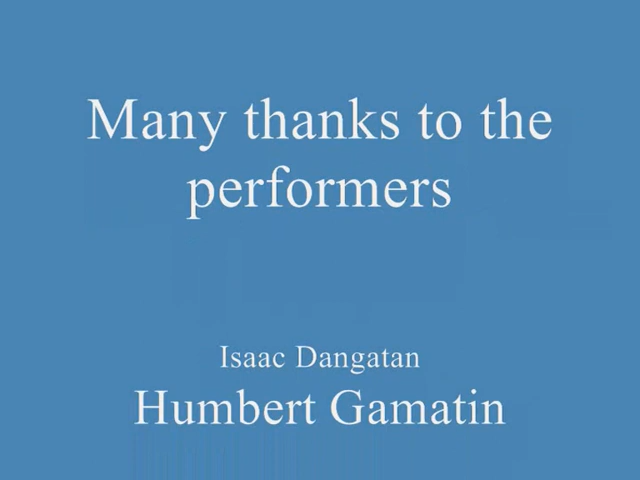 Many thanks to the
performers
Isaac Dangatan
Humbert Gamatin